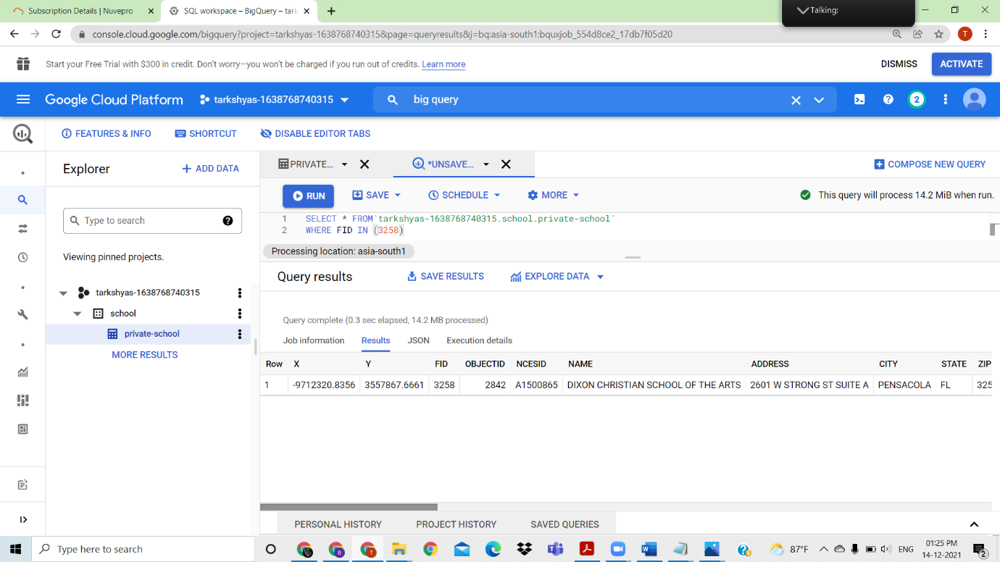 Subscription Details | Nuvepro
SQL workspace – BigQuery – tark
Talking:
console.cloud.google.com/bigquery?project=tarkshyas-1638768740315&page=queryresults&j=bq:asia-south1:bquxjob_554d8ce2_17db7f05d20
T
Start your Free Trial with $300 in credit. Don't worry—you won't be charged if you run out of credits. Learn more
DISMISS
ACTIVATE
Google Cloud Platform
tarkshyas-1638768740315
big query
2
FEATURES & INFO
SHORTCUT
DISABLE EDITOR TABS
Explorer
+ ADD DATA
PRIVATE...
*UNSAVE...
COMPOSE NEW QUERY
RUN
SAVE
SCHEDULE
MORE
This query will process 14.2 MiB when run.
Type to search
1 SELECT * FROM`tarkshyas-1638768740315.school.private-school`
2 WHERE FID IN (3258)
Processing location: asia-south1
Viewing pinned projects.
Query results
SAVE RESULTS
EXPLORE DATA
tarkshyas-1638768740315
school
private-school
MORE RESULTS
Query complete (0.3 sec elapsed, 14.2 MB processed)
Job information
Results
JSON
Execution details
Row X Y FID OBJECTID NCESID NAME ADDRESS CITY STATE ZIP
1 -9712320.8356 3557867.6661 3258 2842 A1500865 DIXON CHRISTIAN SCHOOL OF THE ARTS 2601 W STRONG ST SUITE A PENSACOLA FL 325
PERSONAL HISTORY
PROJECT HISTORY
SAVED QUERIES
Type here to search
87°F
ENG
01:25 PM
14-12-2021
2